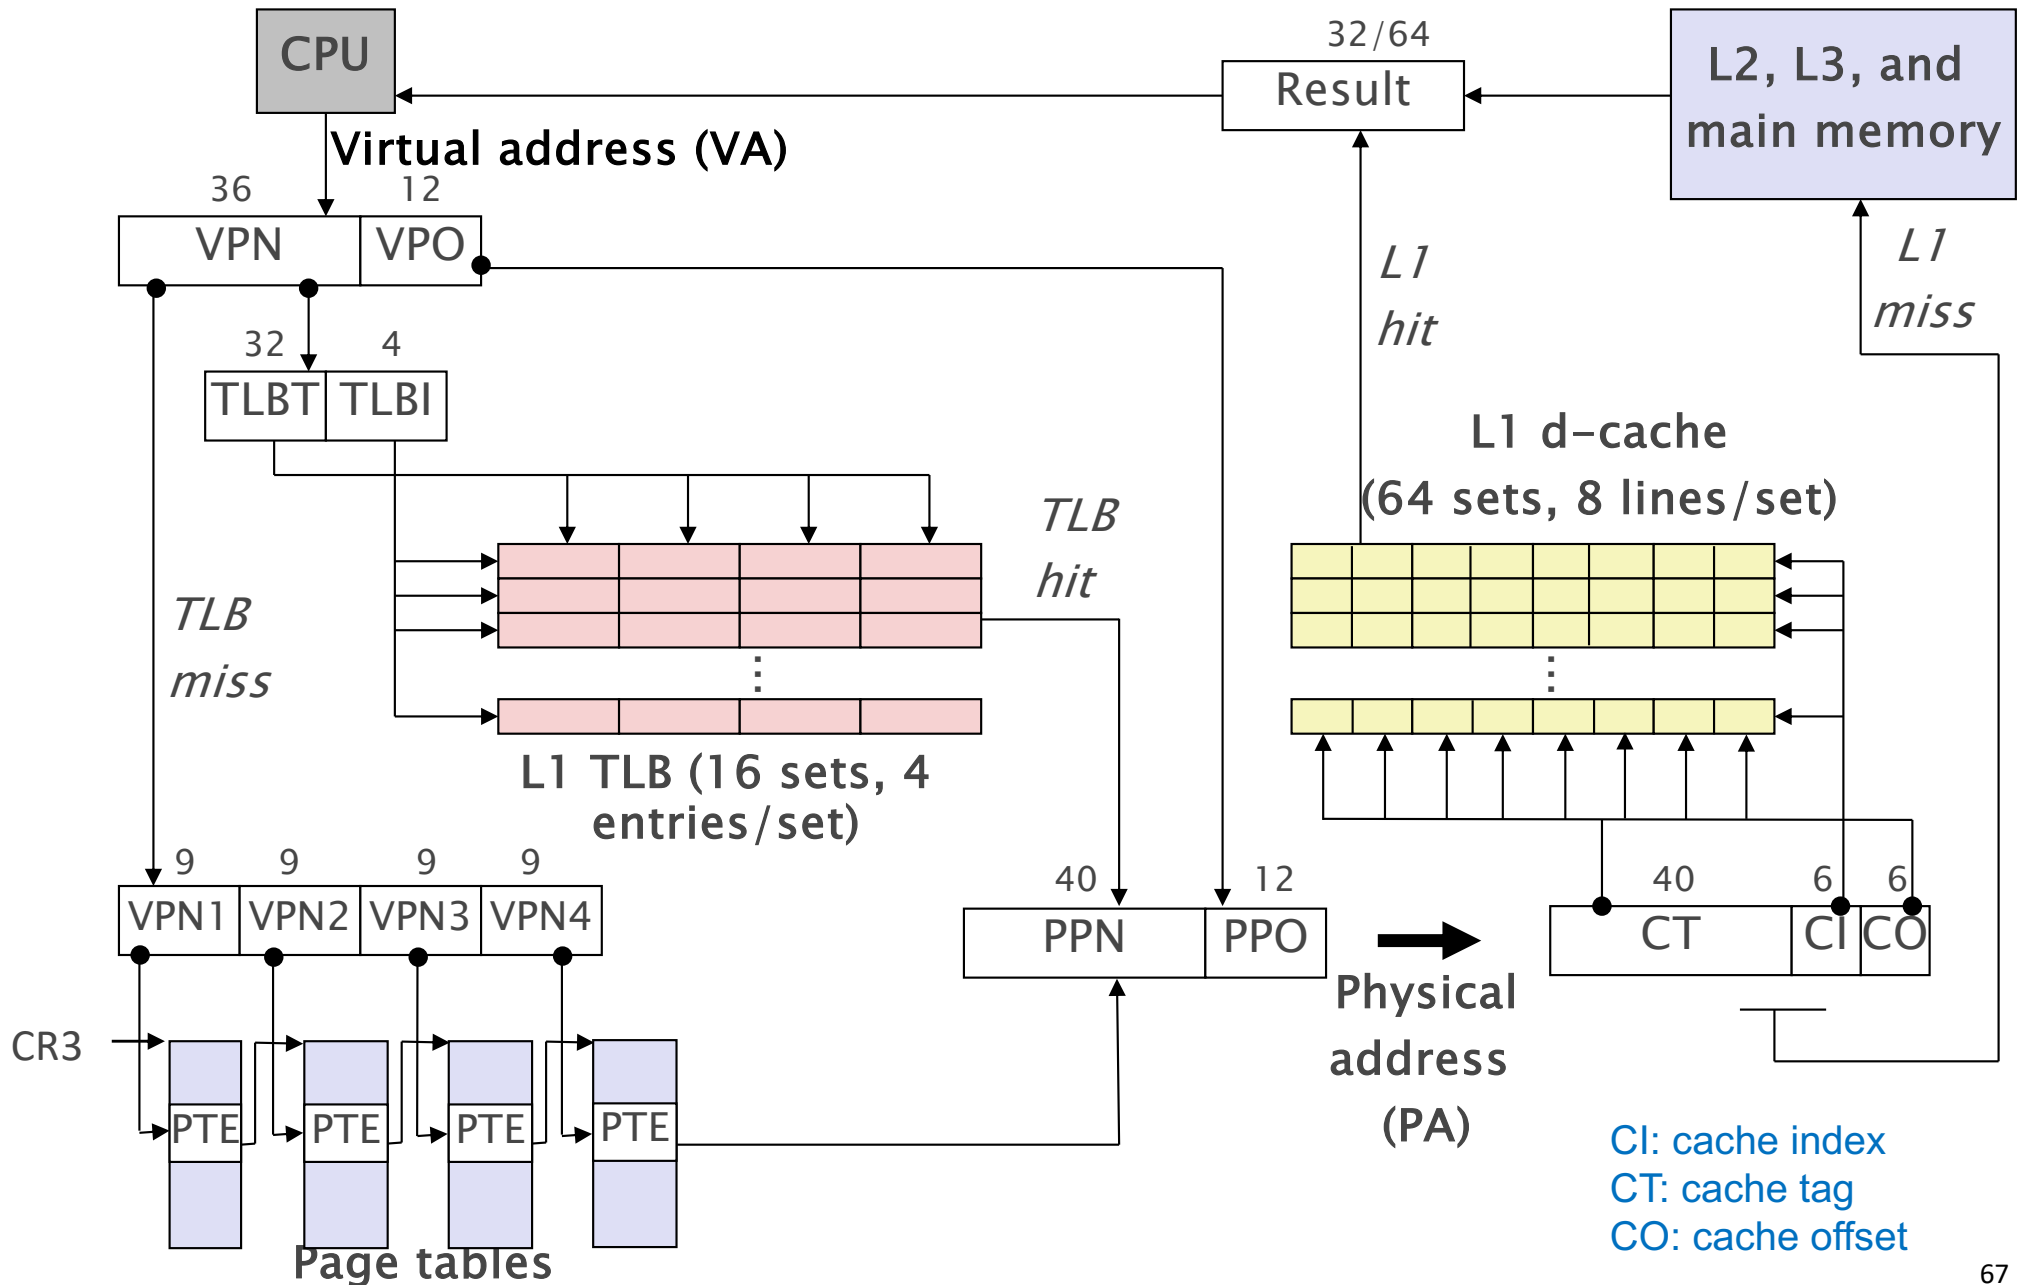 CPU
32/64
Result
L2, L3, and
main memory
Virtual address (VA)
36
12
VPN
VPO
L1
hit
L1
miss
32
4
TLBT
TLBI
L1 d-cache
(64 sets, 8 lines/set)
TLB
hit
TLB
miss
...
...
L1 TLB (16 sets, 4
entries/set)
9
9
9
9
VPN1
VPN2
VPN3
VPN4
40
12
PPN
PPO
40
6
6
CT
CI
CO
Physical
address
(PA)
CR3
PTE
PTE
PTE
PTE
Page tables
CI: cache index
CT: cache tag
CO: cache offset
67